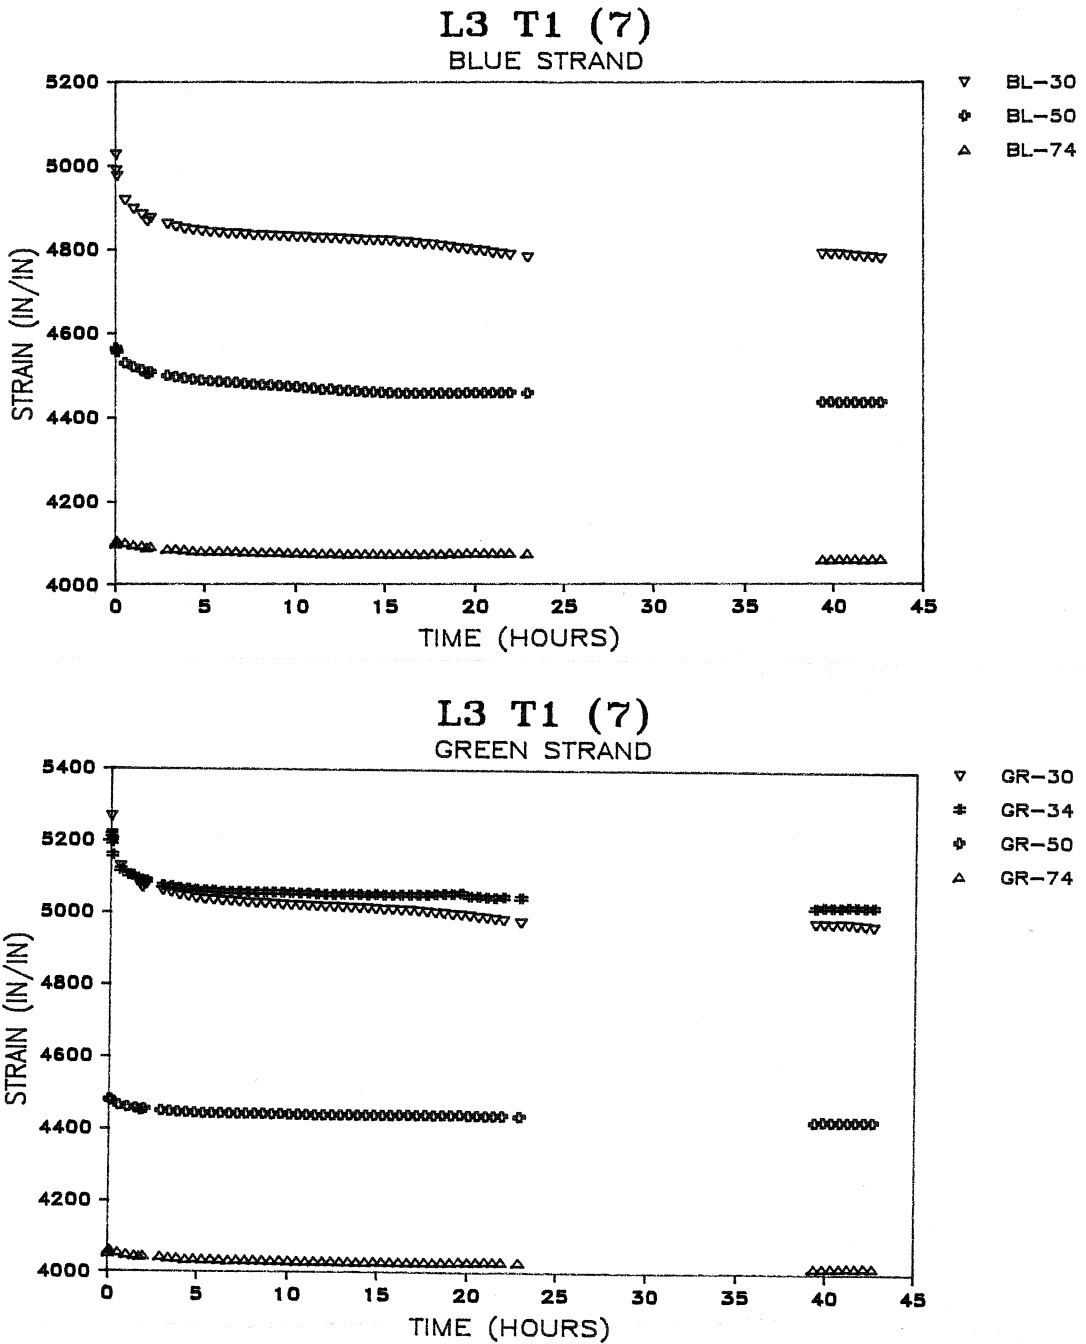 L3 T1 (7)
BLUE STRAND
▽ BL-30
BL-50
△ BL-74
STRAIN (IN/IN)
5200
5000
4800
4600
4400
4200
4000
0 5 10 15 20 25 30 35 40 45
TIME (HOURS)
L3 T1 (7)
GREEN STRAND
GR-30
GR-34
GR-50
GR-74
STRAIN (IN/IN)
5400
5200
5000
4800
4600
4400
4200
4000
0 5 10 15 20 25 30 35 40 45
TIME (HOURS)